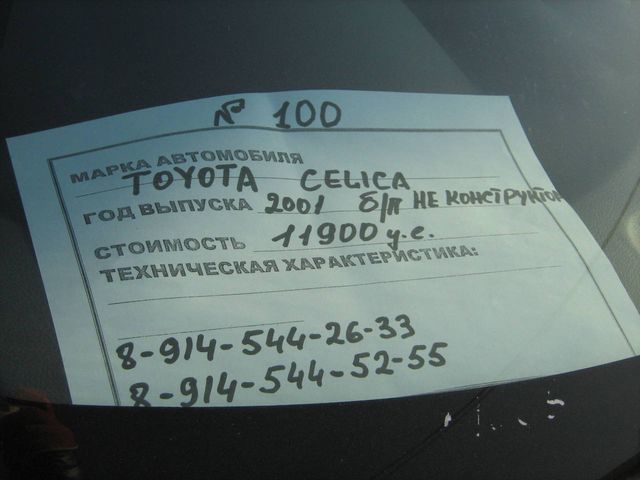 № 100
МАРКА АВТОМОБИЛЯ
TOYOTA CELICA
ГОД ВЫПУСКА 2001 б/п НЕ КОНСТРУКТОР
СТОИМОСТЬ 11900 у.е.
ТЕХНИЧЕСКАЯ ХАРАКТЕРИСТИКА:
8-914-544-26-33
8-914-544-52-55